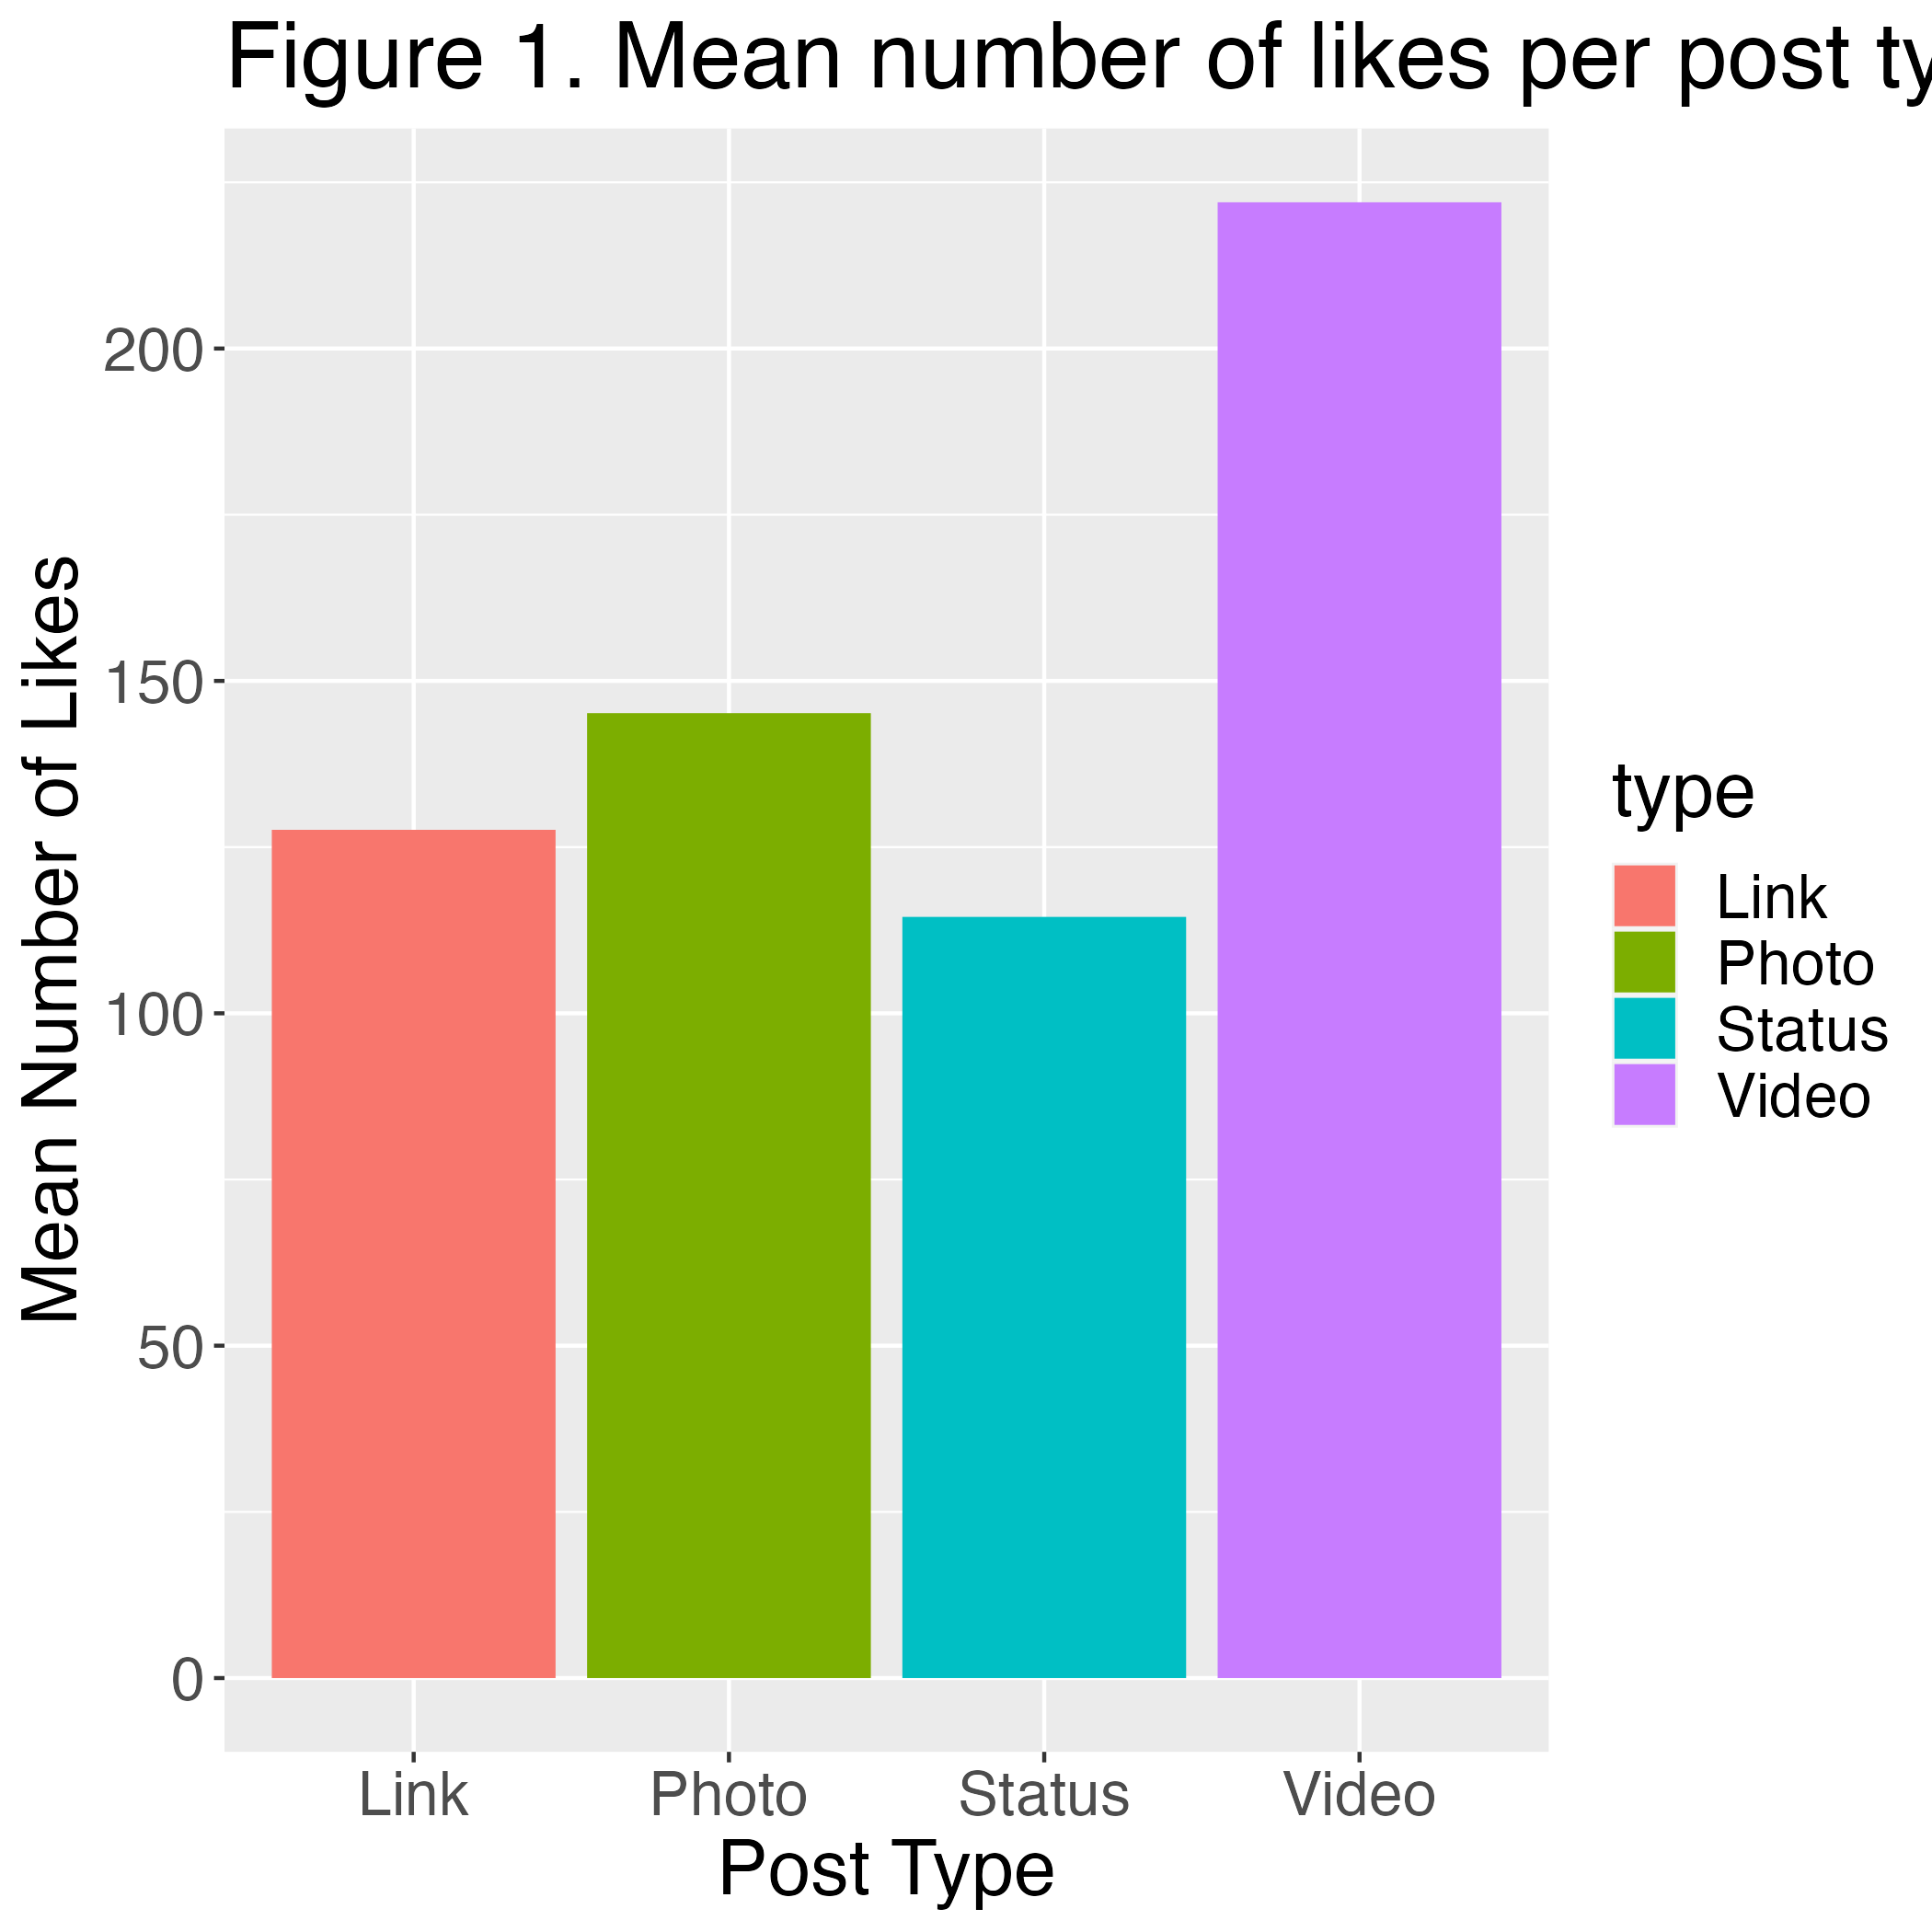 Figure 1. Mean number of likes per post ty
Mean Number of Likes
200
150
100
50
0
Link
Photo
Status
Video
Post Type
type
Link
Photo
Status
Video